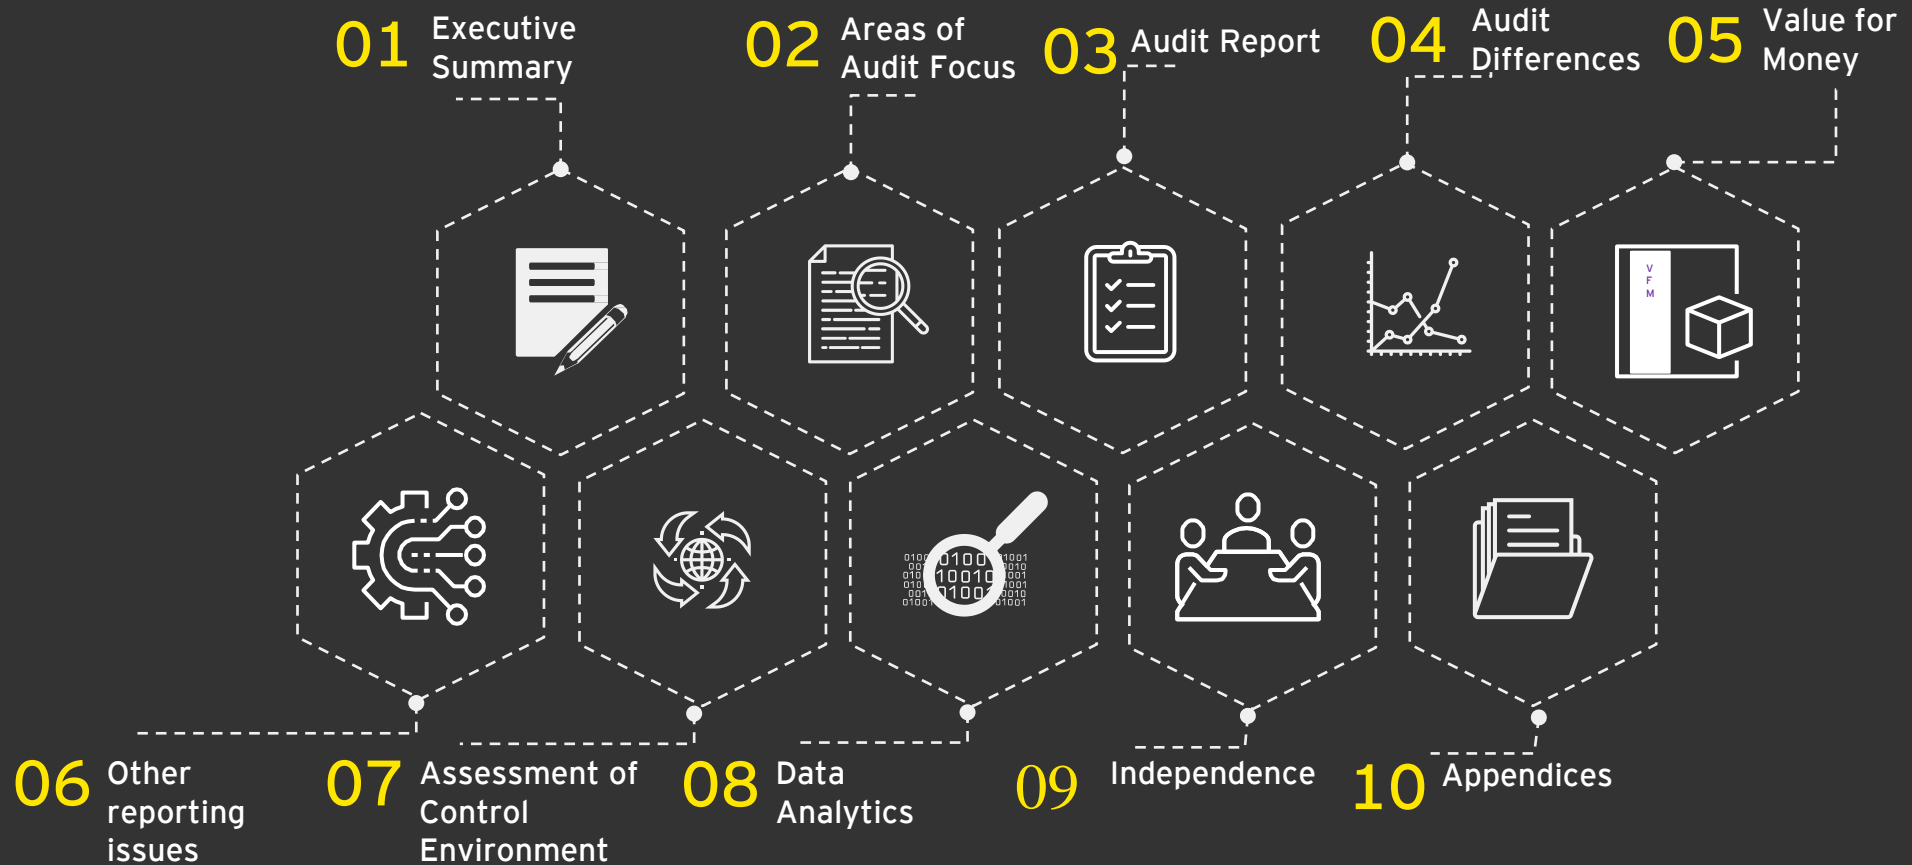 01 Executive
Summary
02 Areas of
Audit Focus
03 Audit Report
04 Audit
Differences
05 Value for
Money
V
F
M
06 Other
reporting
issues
07 Assessment of
Control
Environment
08 Data
Analytics
09 Independence
10 Appendices